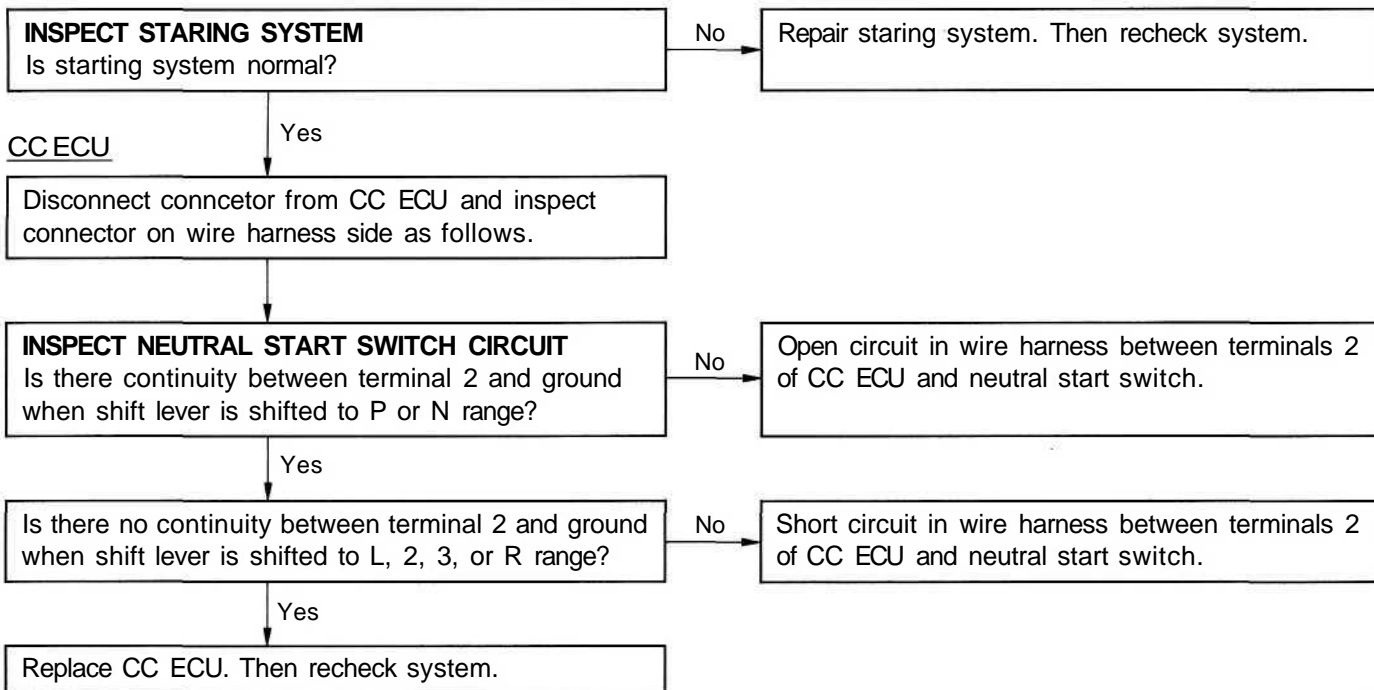 INSPECT STARING SYSTEM
Is starting system normal?
No
Repair staring system. Then recheck system.
Yes
CC ECU
Disconnect conncetor from CC ECU and inspect
connector on wire harness side as follows.
INSPECT NEUTRAL START SWITCH CIRCUIT
Is there continuity between terminal 2 and ground
when shift lever is shifted to P or N range?
No
Open circuit in wire harness between terminals 2
of CC ECU and neutral start switch.
Yes
Is there no continuity between terminal 2 and ground
when shift lever is shifted to L, 2, 3, or R range?
No
Short circuit in wire harness between terminals 2
of CC ECU and neutral start switch.
Yes
Replace CC ECU. Then recheck system.